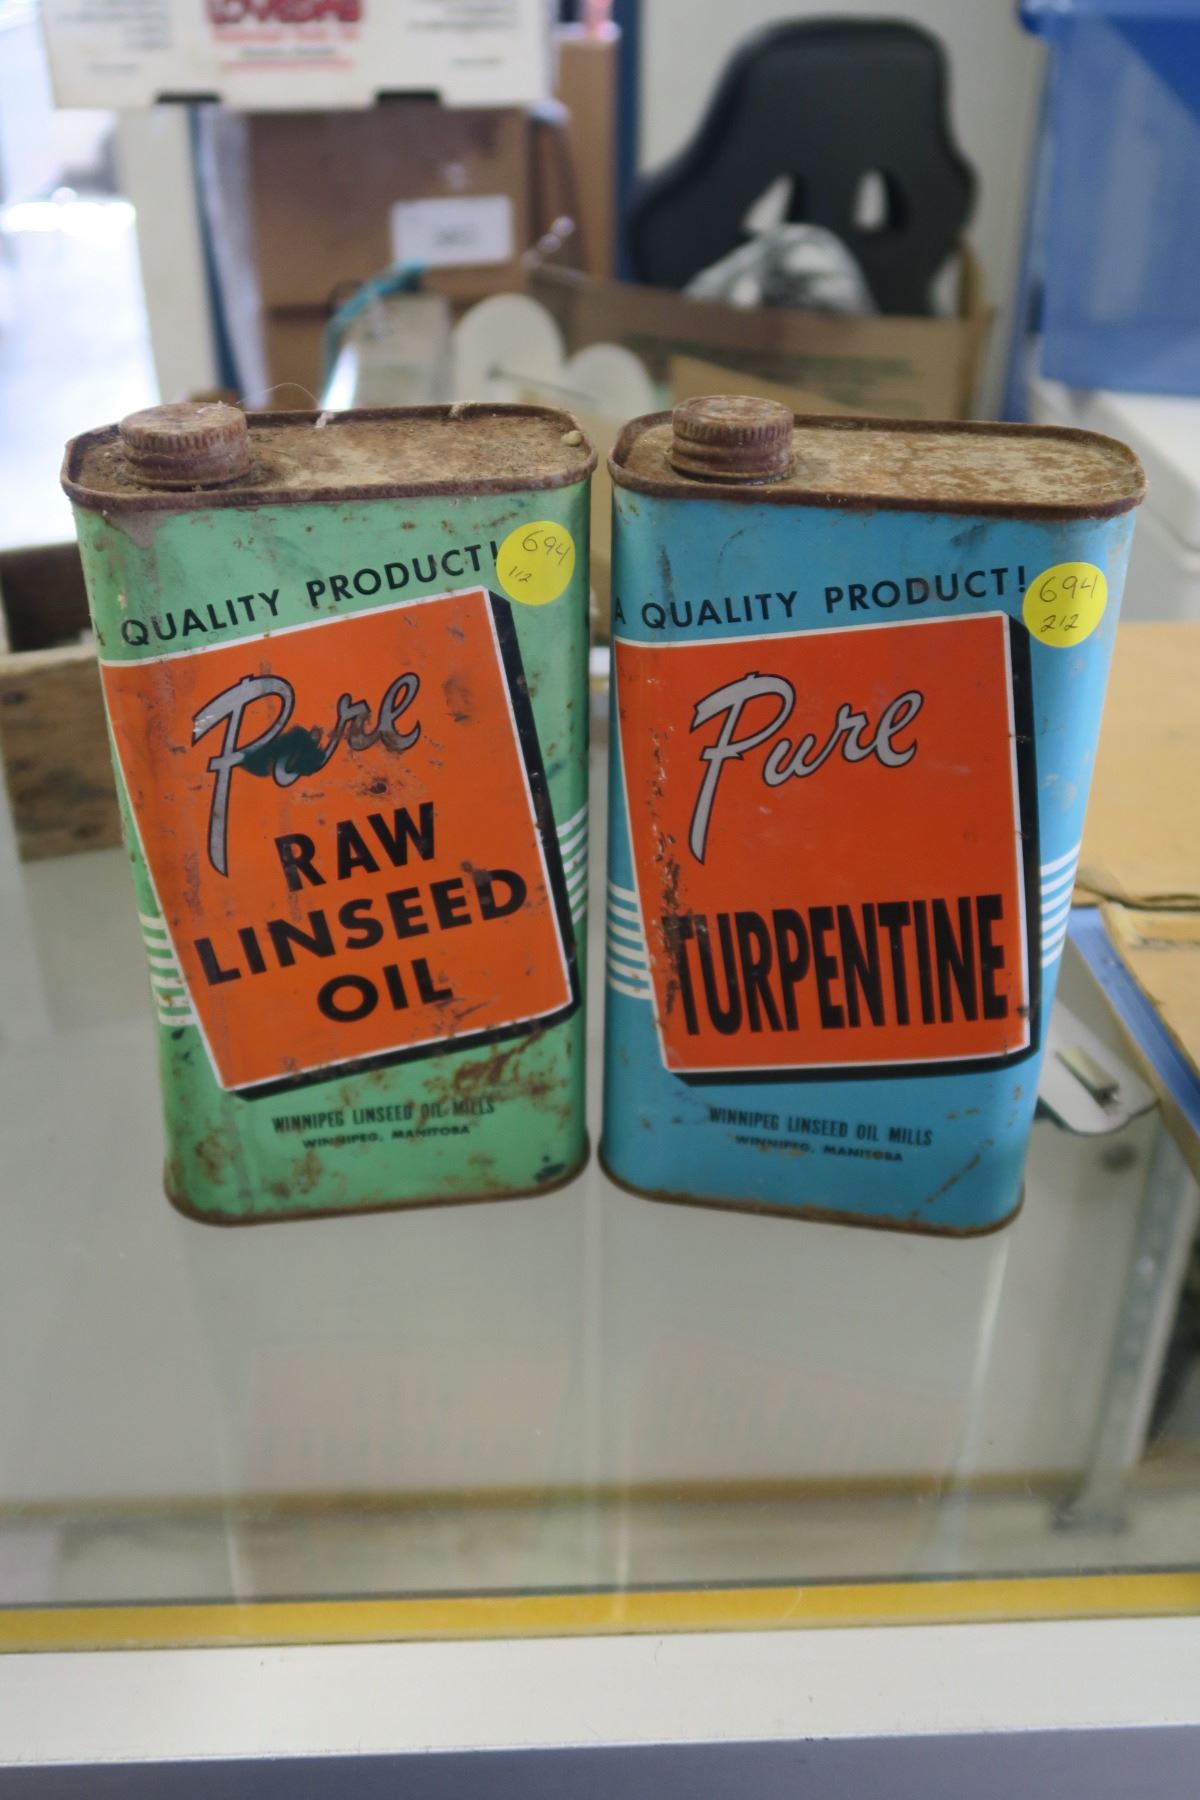 A QUALITY PRODUCT!
694
1/2
Pure
RAW
LINSEED
OIL
WINNIPEG LINSEED OIL MILLS
WINNIPEG, MANITOBA
A QUALITY PRODUCT!
694
2/2
Pure
TURPENTINE
WINNIPEG LINSEED OIL MILLS
WINNIPEG, MANITOBA